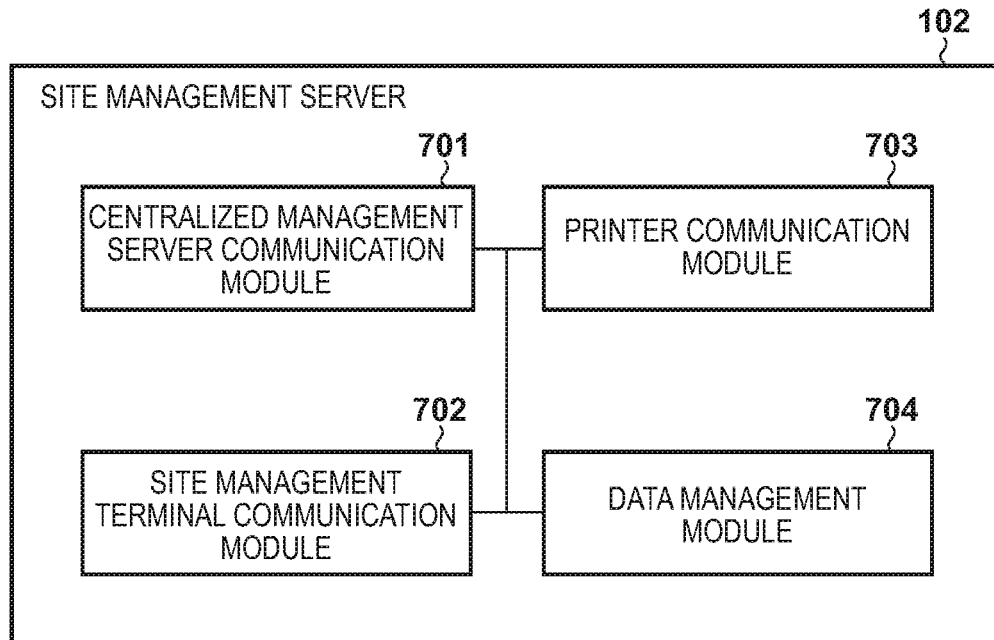 102
SITE MANAGEMENT SERVER
701
CENTRALIZED MANAGEMENT
SERVER COMMUNICATION
MODULE
703
PRINTER COMMUNICATION
MODULE
702
SITE MANAGEMENT
TERMINAL COMMUNICATION
MODULE
704
DATA MANAGEMENT
MODULE